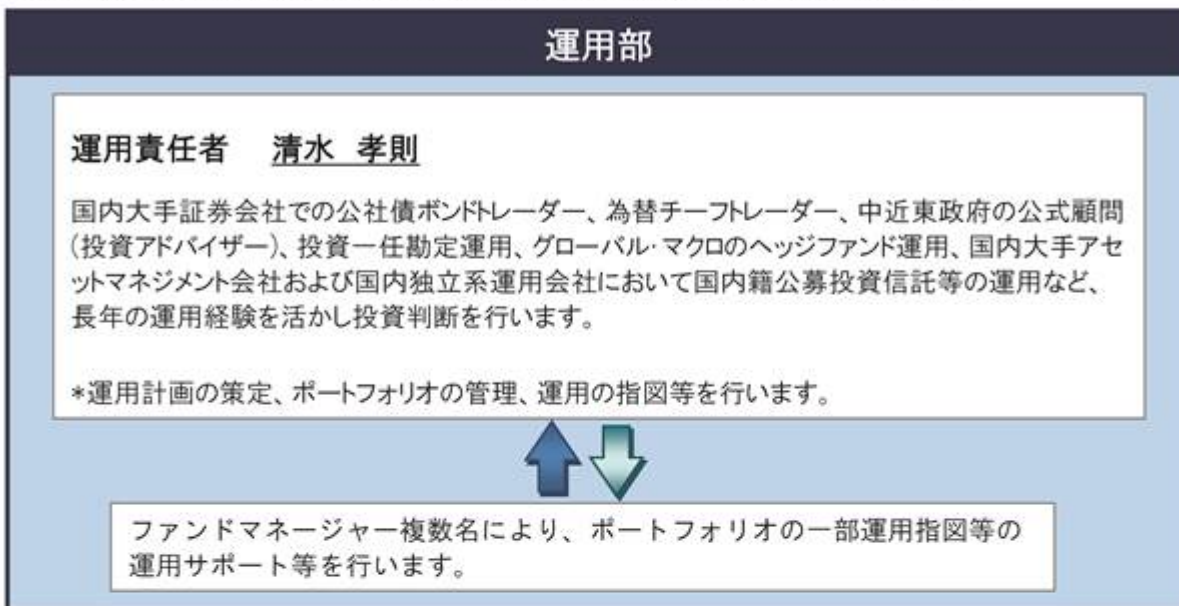 運用部
運用責任者　清水　孝則
国内大手証券会社での公社債ボンドトレーダー、為替チーフトレーダー、中近東政府の公式顧問
(投資アドバイザー)、投資一任勘定運用、グローバル・マクロのヘッジファンド運用、国内大手アセ
ットマネジメント会社および国内独立系運用会社において国内籍公募投資信託等の運用など、
長年の運用経験を活かし投資判断を行います。
*運用計画の策定、ポートフォリオの管理、運用の指図等を行います。
ファンドマネージャー複数名により、ポートフォリオの一部運用指図等の
運用サポート等を行います。